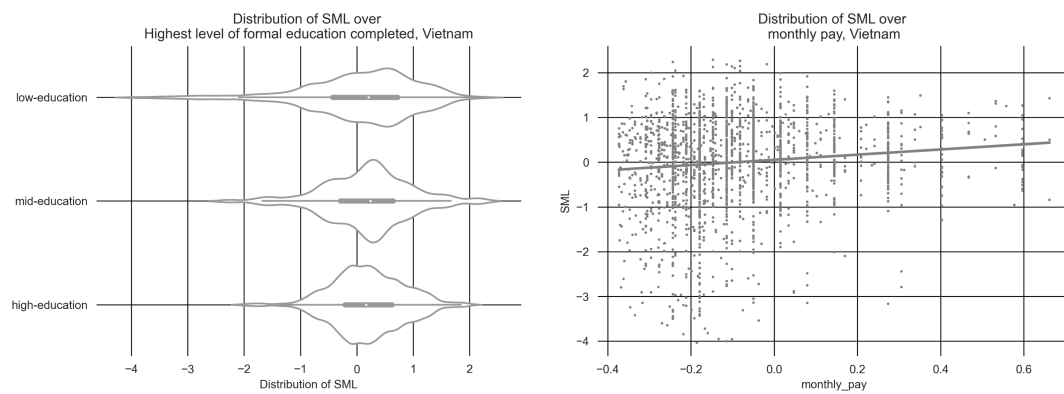 Distribution of SML over
Highest level of formal education completed, Vietnam
low-education
mid-education
high-education
−4 −3 −2 −1 0 1 2
Distribution of SML
Distribution of SML over
monthly pay, Vietnam
2
1
0
−1
−2
−3
−4
SML
−0.4 −0.2 0.0 0.2 0.4 0.6
monthly_pay